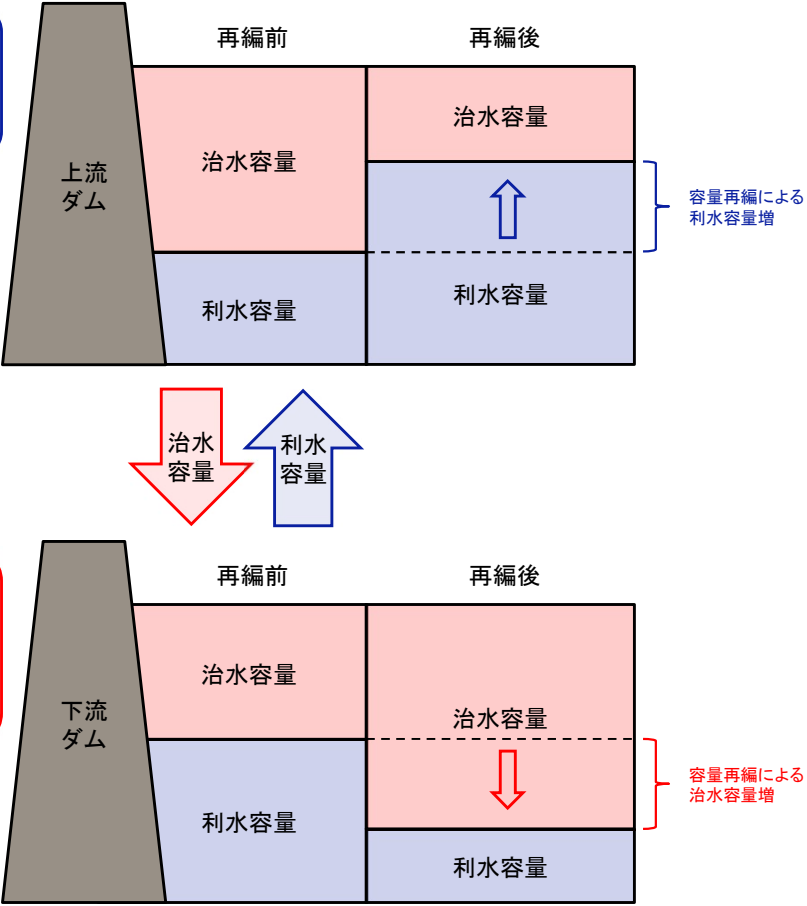 再編前
再編後
上流
ダム
治水容量
治水容量
利水容量
利水容量
容量再編による
利水容量増
治水
容量
利水
容量
再編前
再編後
下流
ダム
治水容量
治水容量
利水容量
利水容量
容量再編による
治水容量増